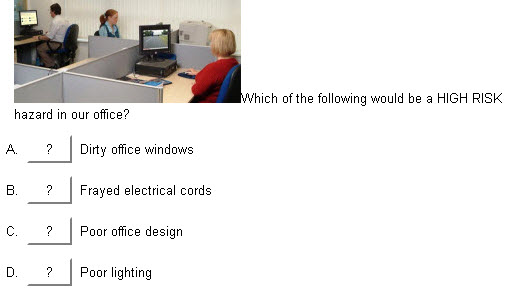 Which of the following would be a HIGH RISK
hazard in our office?
A. ? Dirty office windows
B. ? Frayed electrical cords
C. ? Poor office design
D. ? Poor lighting